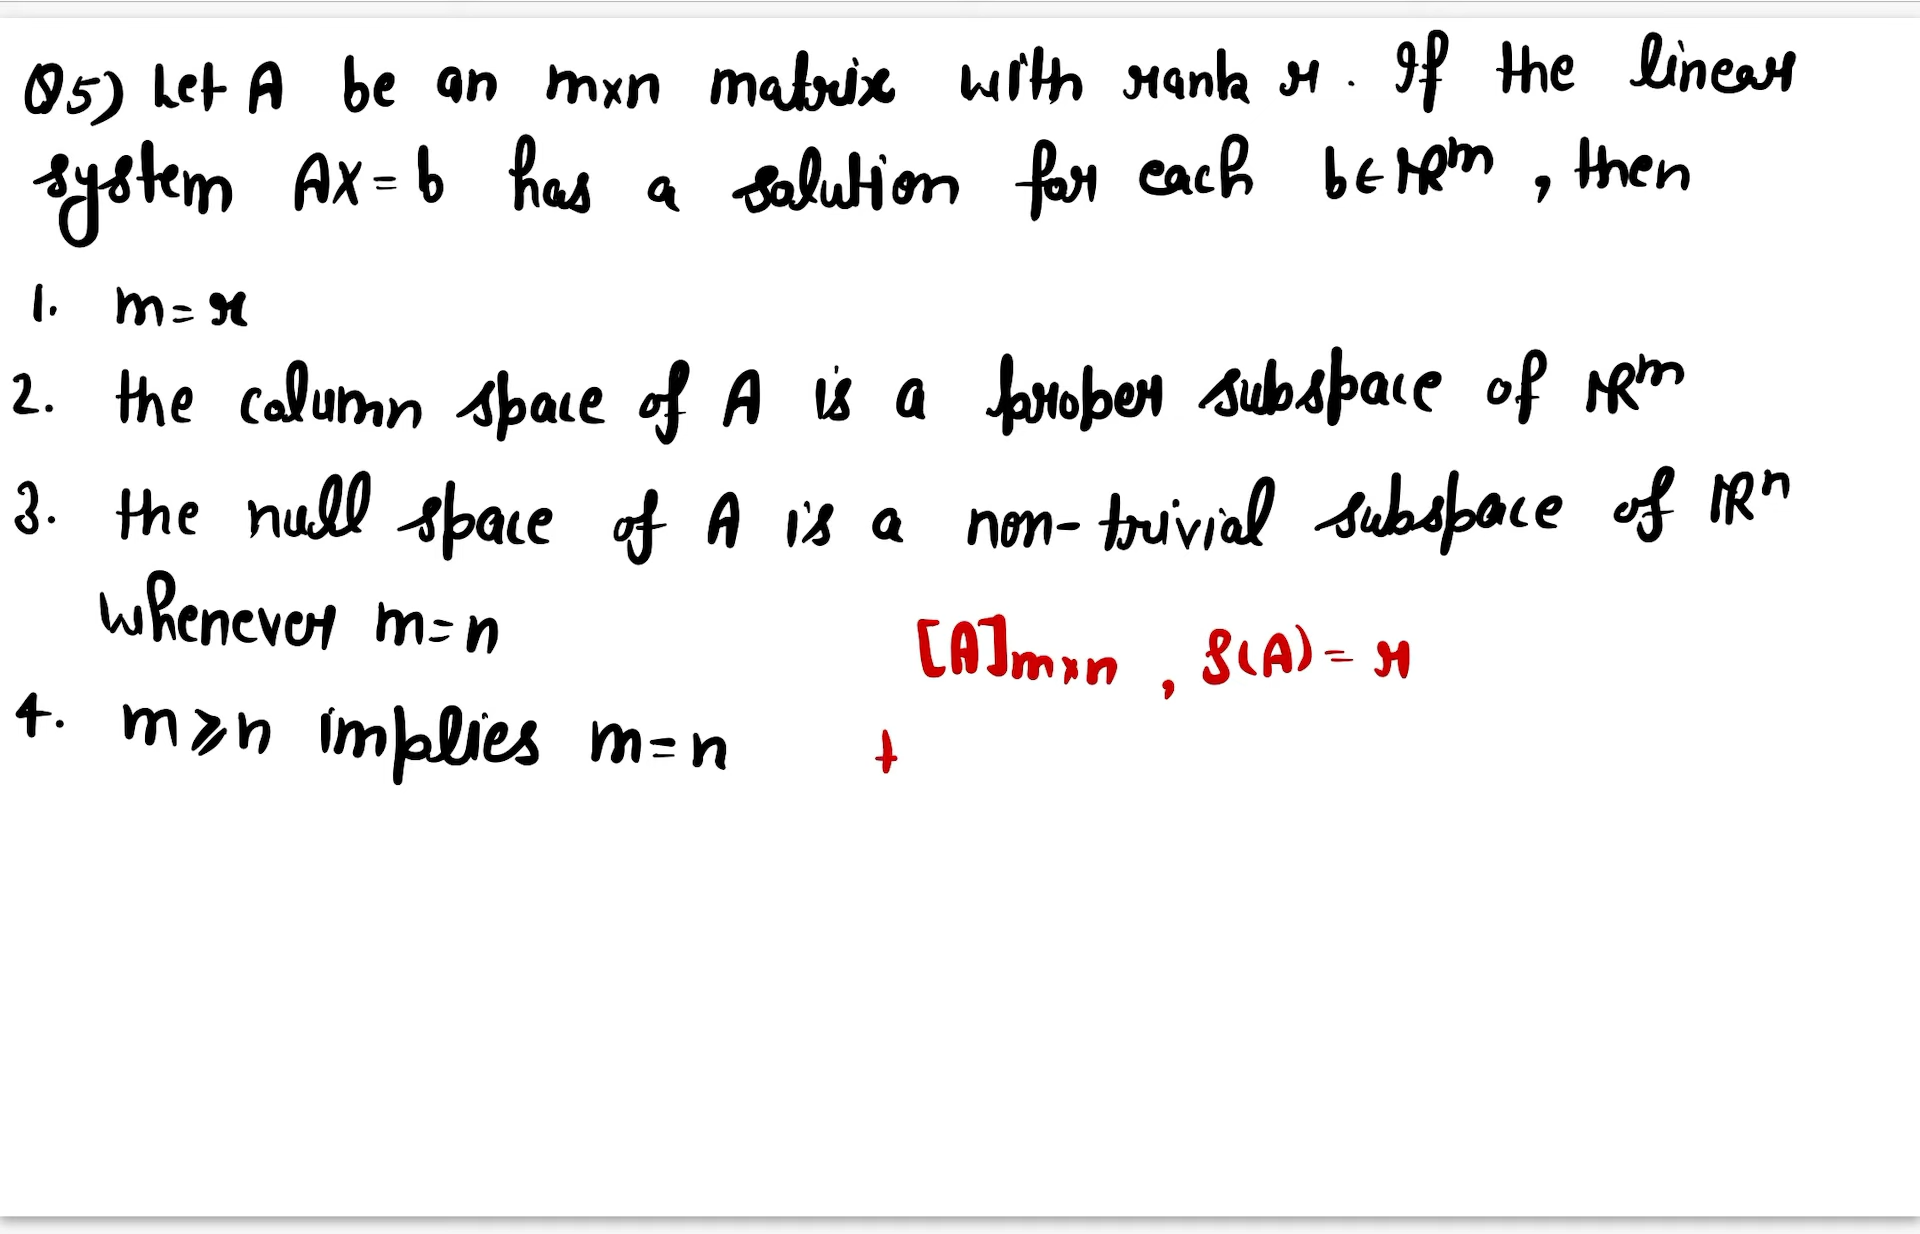 Q5) Let A be an m×n matrix with rank r. If the linear
system AX=b has a solution for each b∈ℝᵐ, then
1. m=r
2. the column space of A is a proper subspace of ℝᵐ
3. the null space of A is a non-trivial subspace of ℝⁿ
whenever m=n
[A]m×n , ρ(A) = r
4. m⩾n implies m=n
+